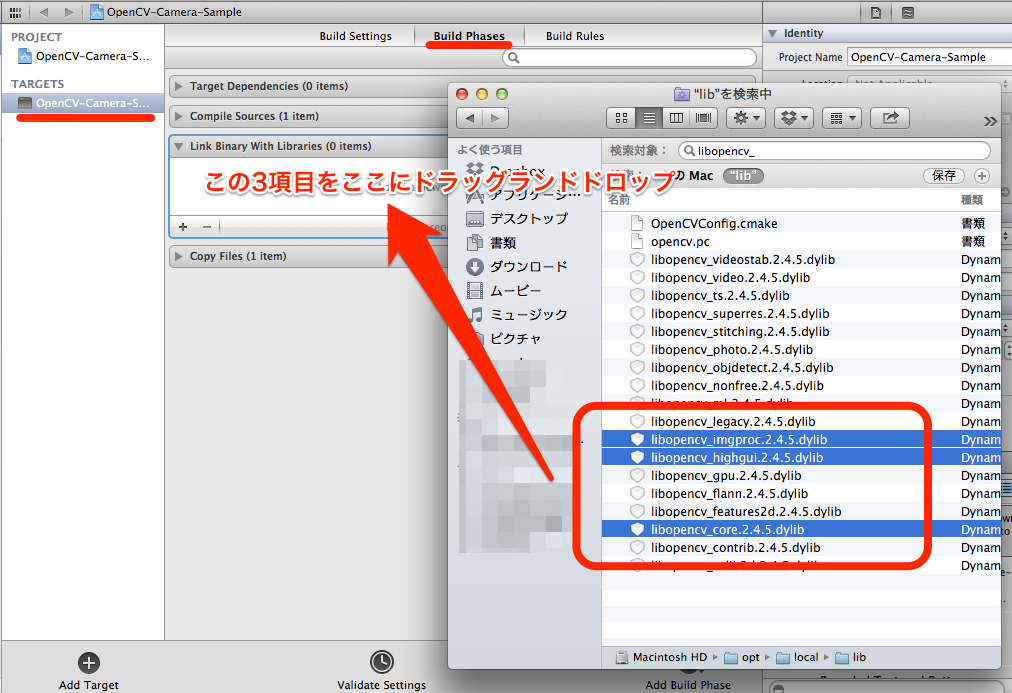 OpenCV-Camera-Sample
PROJECT
OpenCV-Camera-S...
TARGETS
OpenCV-Camera-S...
Build Settings
Build Phases
Build Rules
Target Dependencies (0 items)
Compile Sources (1 item)
Link Binary With Libraries (0 items)
Copy Files (1 item)
この3項目をここにドラッグランドドロップ
Add Target
Validate Settings
Add Build Phase
Identity
Project Name
OpenCV-Camera-Sample
“lib”を検索中
検索対象：
libopencv_
Mac
“lib”
保存
よく使う項目
Dropbox
アプリケーシ...
デスクトップ
書類
ダウンロード
ムービー
ミュージック
ピクチャ
名前
種類
OpenCVConfig.cmake
書類
opencv.pc
書類
libopencv_videostab.2.4.5.dylib
Dynam
libopencv_video.2.4.5.dylib
Dynam
libopencv_ts.2.4.5.dylib
Dynam
libopencv_superres.2.4.5.dylib
Dynam
libopencv_stitching.2.4.5.dylib
Dynam
libopencv_photo.2.4.5.dylib
Dynam
libopencv_objdetect.2.4.5.dylib
Dynam
libopencv_nonfree.2.4.5.dylib
Dynam
libopencv_ml.2.4.5.dylib
Dynam
libopencv_legacy.2.4.5.dylib
Dynam
libopencv_imgproc.2.4.5.dylib
Dynam
libopencv_highgui.2.4.5.dylib
Dynam
libopencv_gpu.2.4.5.dylib
Dynam
libopencv_flann.2.4.5.dylib
Dynam
libopencv_features2d.2.4.5.dylib
Dynam
libopencv_core.2.4.5.dylib
Dynam
libopencv_contrib.2.4.5.dylib
Dynam
Dynam
Macintosh HD
opt
local
lib